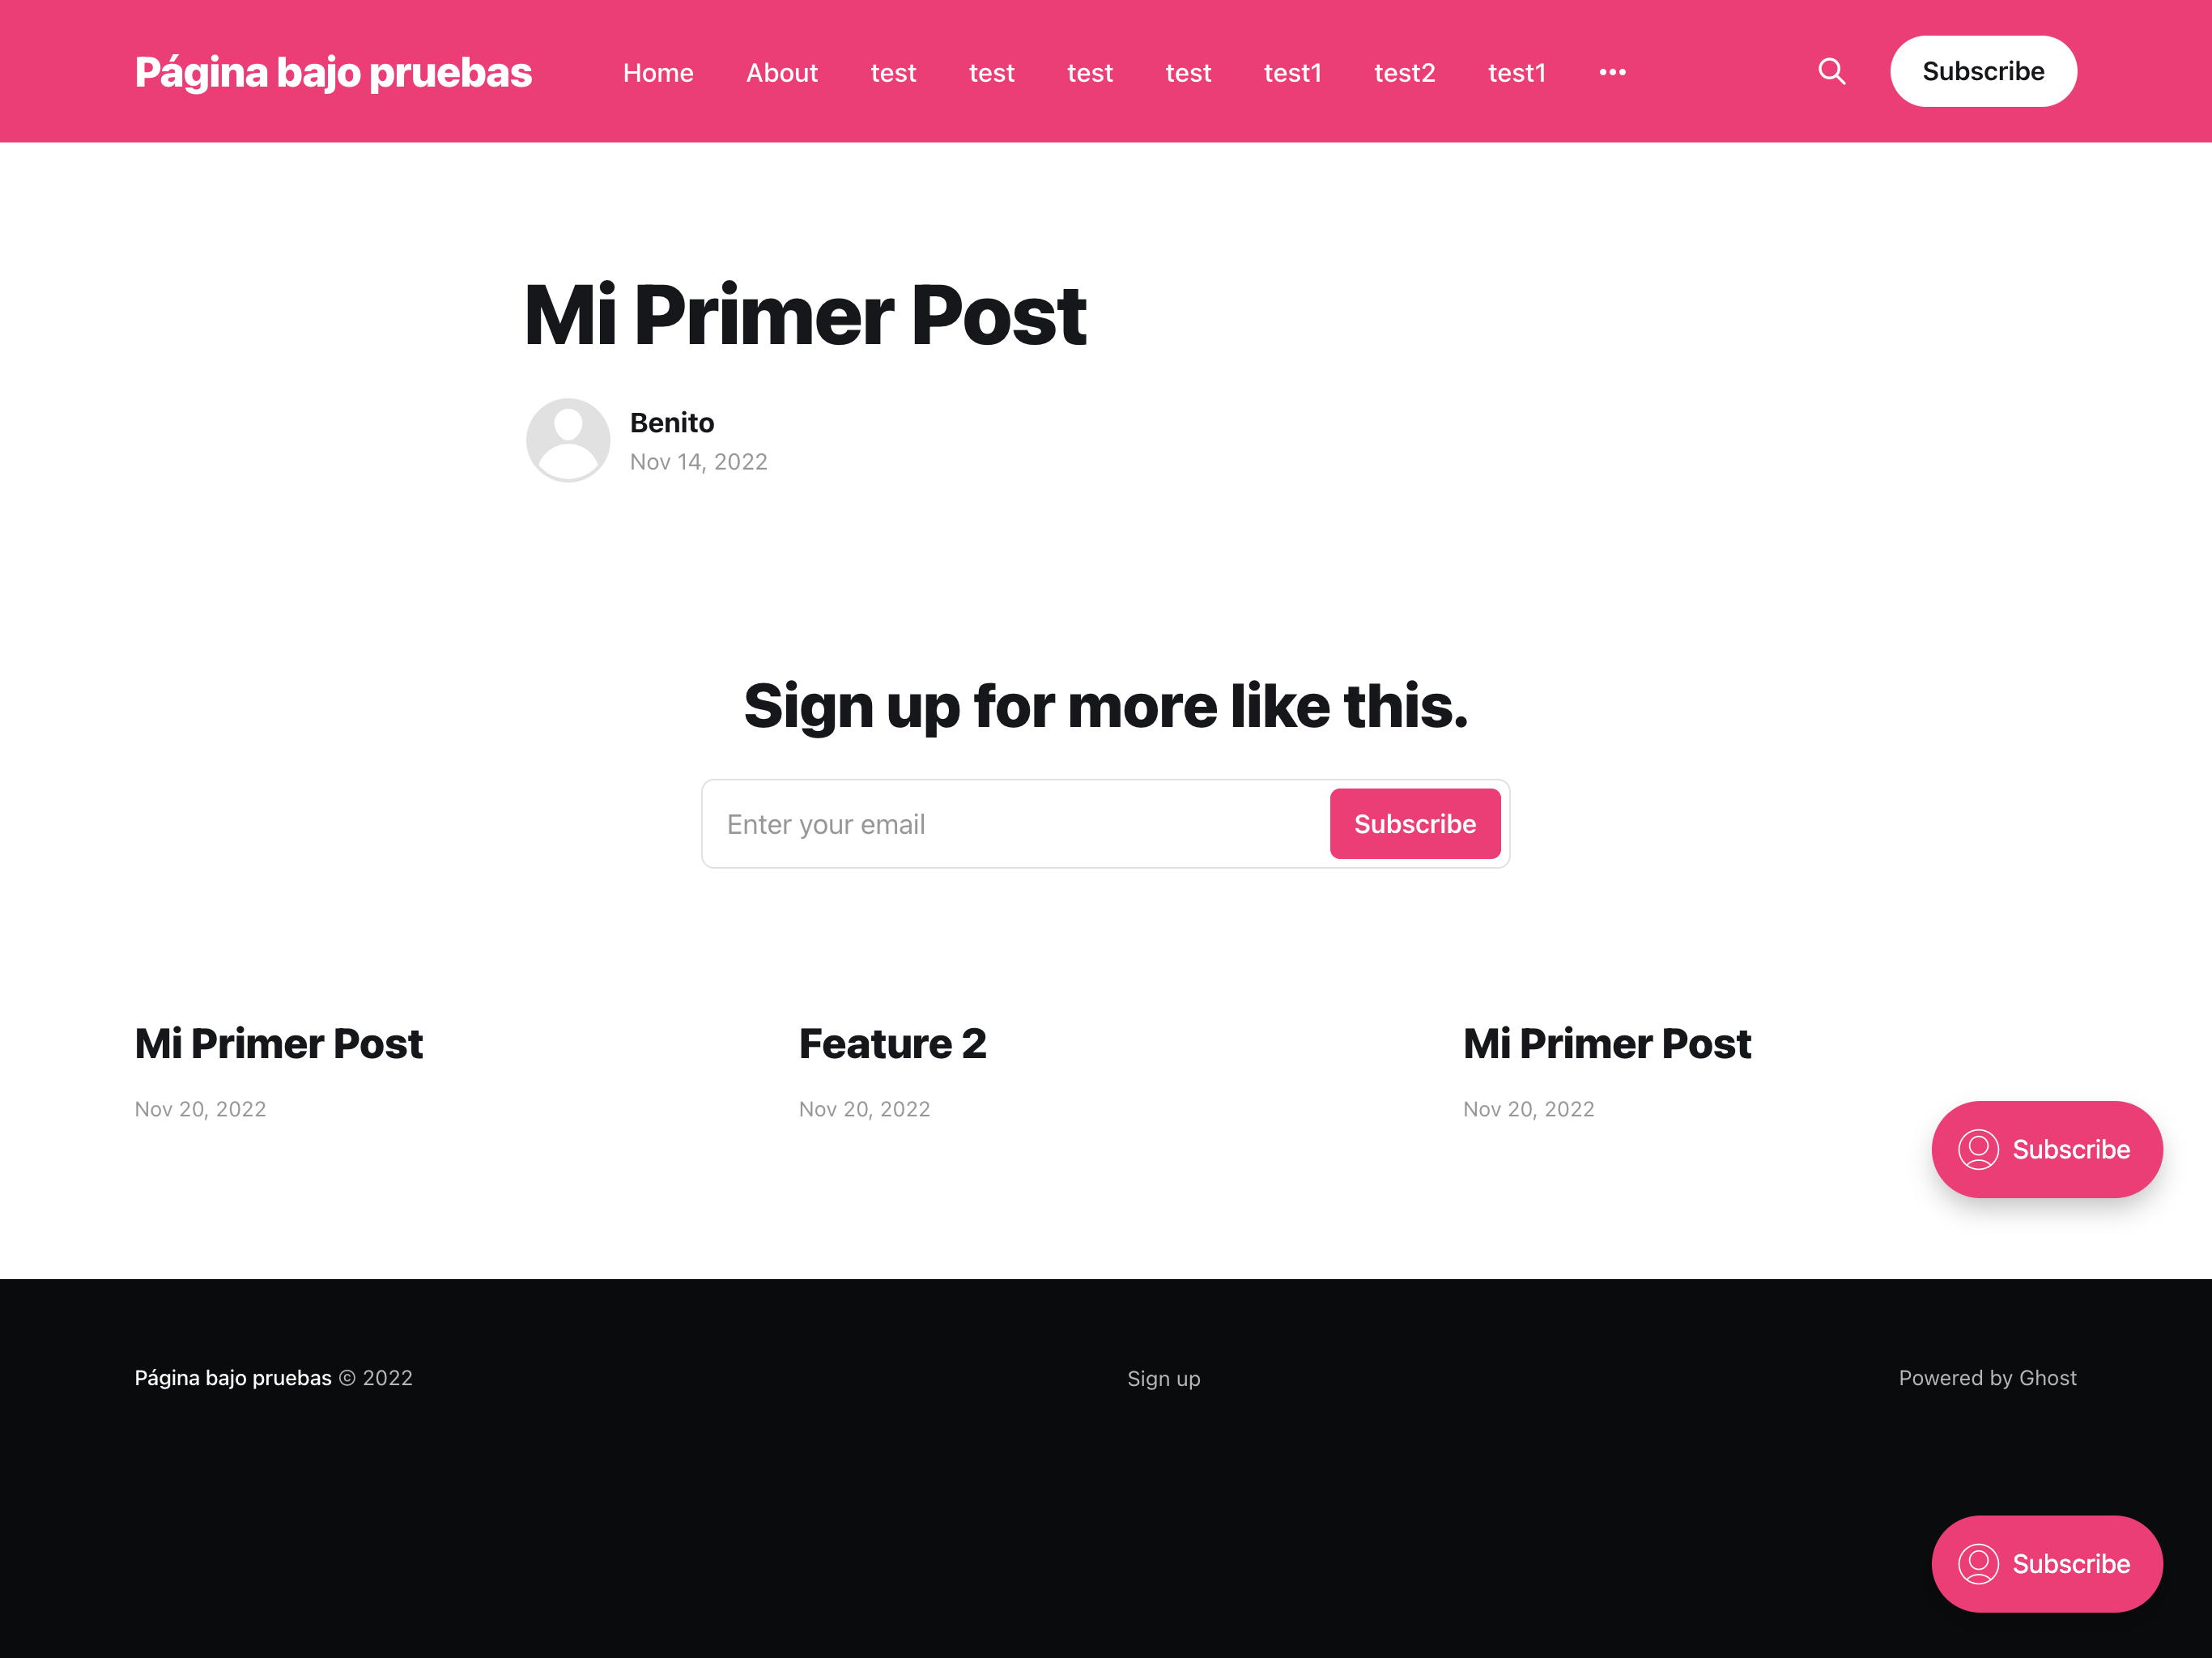 Página bajo pruebas Home About test test test test test1 test2 test1 ••• Subscribe
Mi Primer Post
Benito
Nov 14, 2022
Sign up for more like this.
Enter your email Subscribe
Mi Primer Post Feature 2 Mi Primer Post
Nov 20, 2022 Nov 20, 2022 Nov 20, 2022
Subscribe
Página bajo pruebas © 2022 Sign up Powered by Ghost
Subscribe